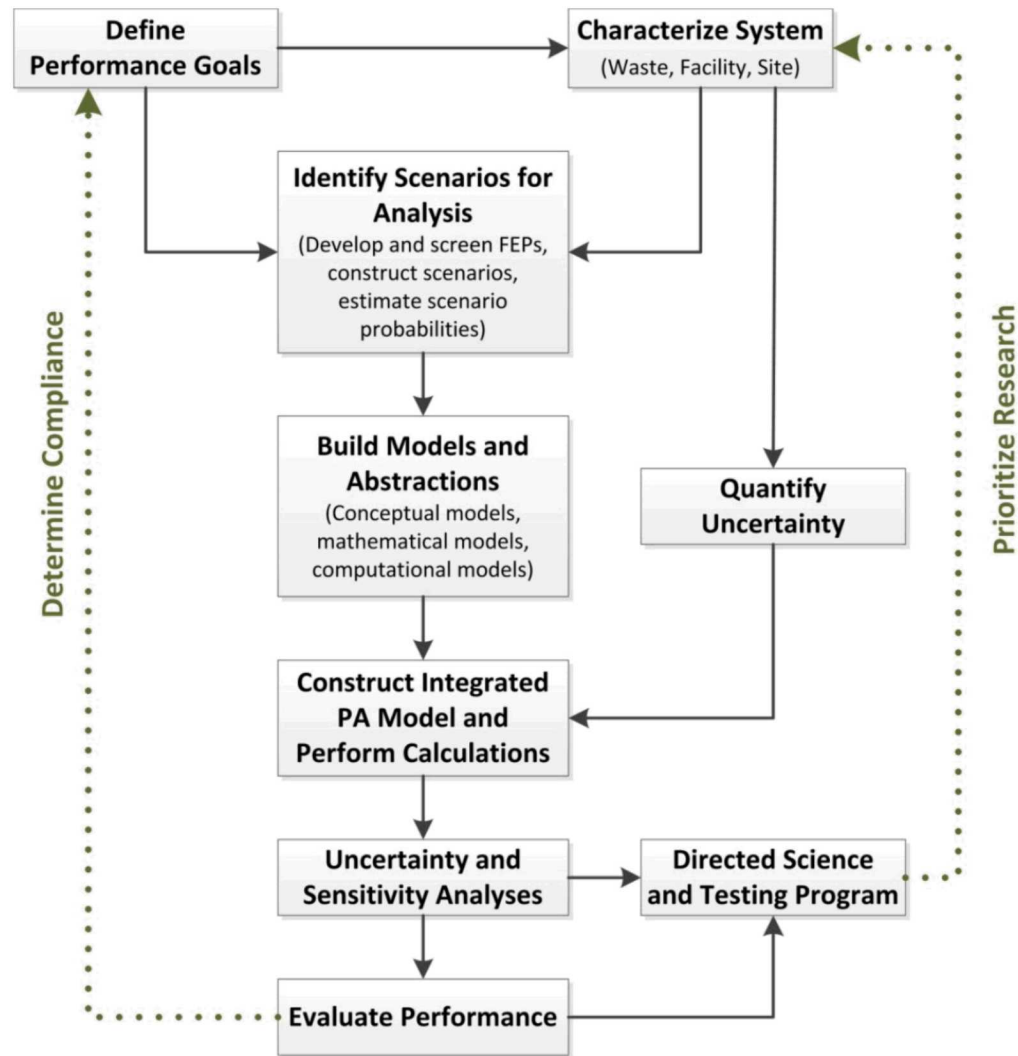 Define
Performance Goals
Characterize System
(Waste, Facility, Site)
Identify Scenarios for
Analysis
(Develop and screen FEPs,
construct scenarios,
estimate scenario
probabilities)
Determine Compliance
Prioritize Research
Build Models and
Abstractions
(Conceptual models,
mathematical models,
computational models)
Quantify
Uncertainty
Construct Integrated
PA Model and
Perform Calculations
Uncertainty and
Sensitivity Analyses
Directed Science
and Testing Program
Evaluate Performance